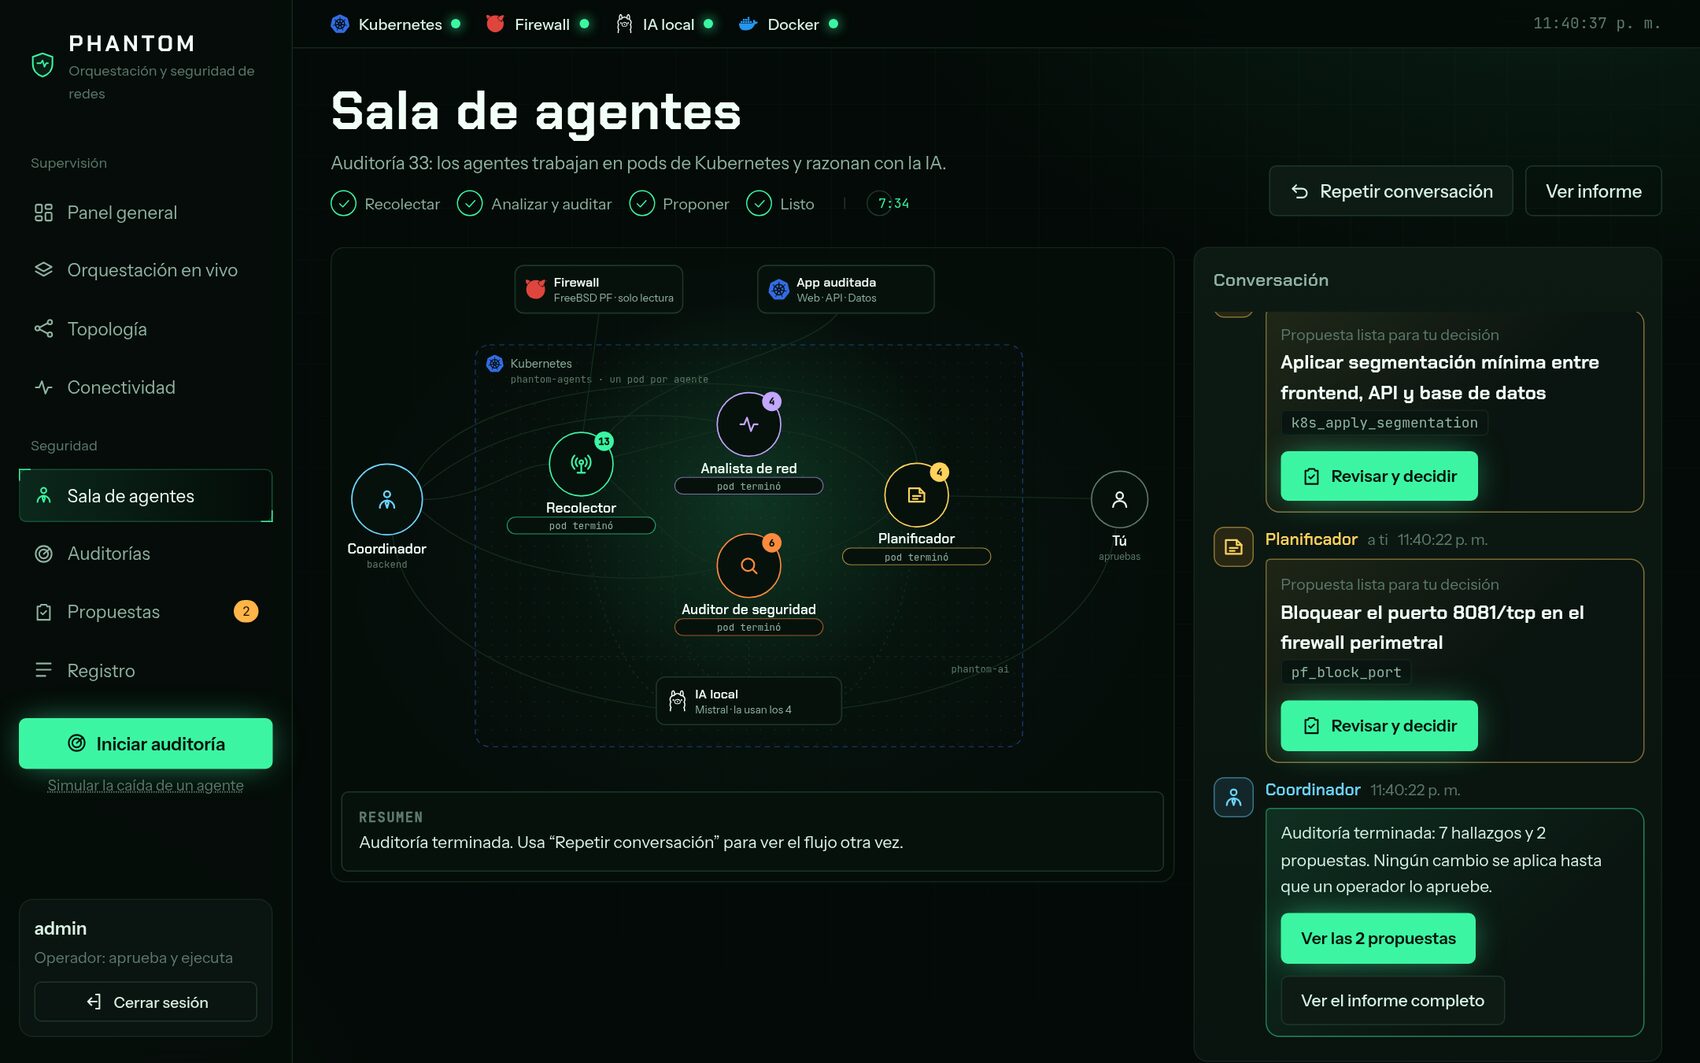 PHANTOM
Orquestación y seguridad de
redes
Supervisión
Panel general
Orquestación en vivo
Topología
Conectividad
Seguridad
Sala de agentes
Auditorías
Propuestas
2
Registro
Iniciar auditoría
Simular la caída de un agente
admin
Operador: aprueba y ejecuta
Cerrar sesión
Kubernetes
Firewall
IA local
Docker
11:40:37 p. m.
Sala de agentes
Auditoría 33: los agentes trabajan en pods de Kubernetes y razonan con la IA.
Recolectar
Analizar y auditar
Proponer
Listo
7:34
Repetir conversación
Ver informe
Firewall
FreeBSD PF · solo lectura
App auditada
Web · API · Datos
Kubernetes
phantom-agents · un pod por agente
4
Analista de red
pod terminó
13
Recolector
pod terminó
4
Planificador
pod terminó
Coordinador
backend
Tú
apruebas
6
Auditor de seguridad
pod terminó
phantom-ai
IA local
Mistral · la usan los 4
RESUMEN
Auditoría terminada. Usa “Repetir conversación” para ver el flujo otra vez.
Conversación
Propuesta lista para tu decisión
Aplicar segmentación mínima entre
frontend, API y base de datos
k8s_apply_segmentation
Revisar y decidir
Planificador a ti 11:40:22 p. m.
Propuesta lista para tu decisión
Bloquear el puerto 8081/tcp en el
firewall perimetral
pf_block_port
Revisar y decidir
Coordinador 11:40:22 p. m.
Auditoría terminada: 7 hallazgos y 2
propuestas. Ningún cambio se aplica hasta
que un operador lo apruebe.
Ver las 2 propuestas
Ver el informe completo